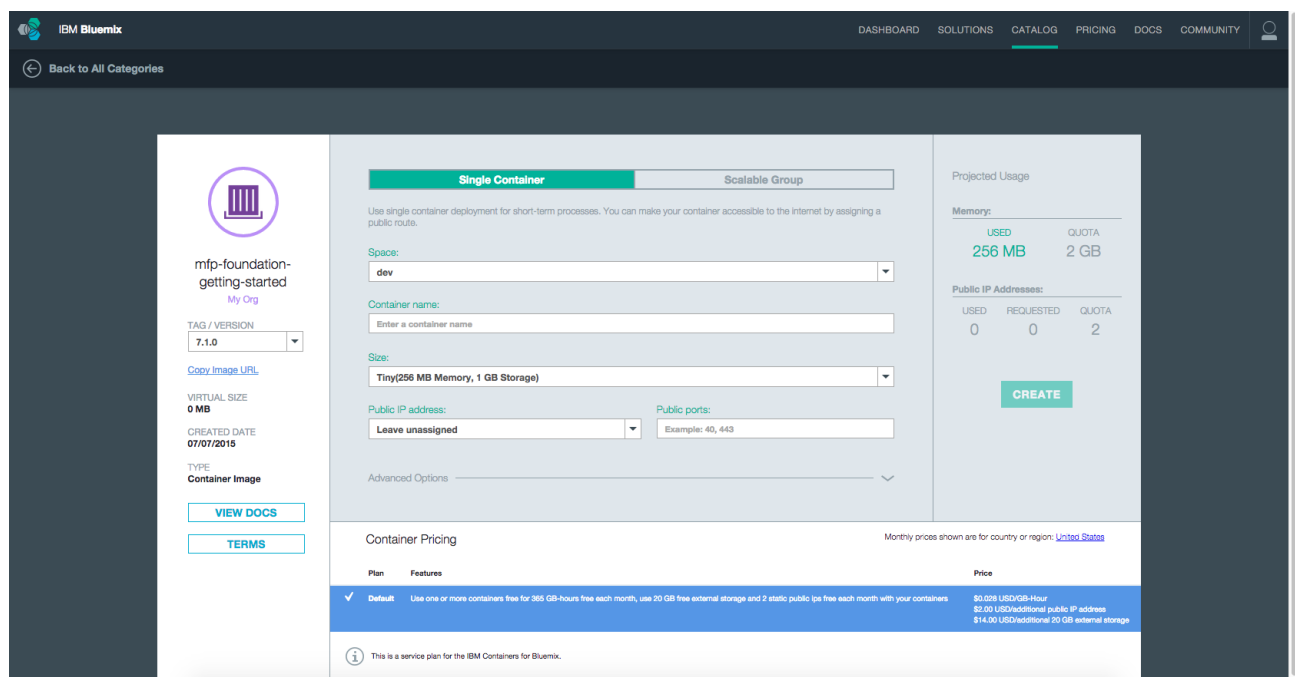 IBM Bluemix
DASHBOARD SOLUTIONS CATALOG PRICING DOCS COMMUNITY
Back to All Categories
mfp-foundation-
getting-started
My Org
TAG / VERSION
7.1.0
Copy Image URL
VIRTUAL SIZE
0 MB
CREATED DATE
07/07/2015
TYPE
Container Image
VIEW DOCS
TERMS
Single Container Scalable Group
Use single container deployment for short-term processes. You can make your container accessible to the internet by assigning a
public route.
Space:
dev
Container name:
Enter a container name
Size:
Tiny(256 MB Memory, 1 GB Storage)
Public IP address: Public ports:
Leave unassigned Example: 40, 443
Advanced Options
Projected Usage
Memory:
USED QUOTA
256 MB 2 GB
Public IP Addresses:
USED REQUESTED QUOTA
0 0 2
CREATE
Container Pricing Monthly prices shown are for country or region: United States
Plan Features Price
Default Use one or more containers free for 365 GB-hours free each month, use 20 GB free external storage and 2 static public ips free each month with your containers $0.028 USD/GB-Hour
$2.00 USD/additional public IP address
$14.00 USD/additional 20 GB external storage
This is a service plan for the IBM Containers for Bluemix.